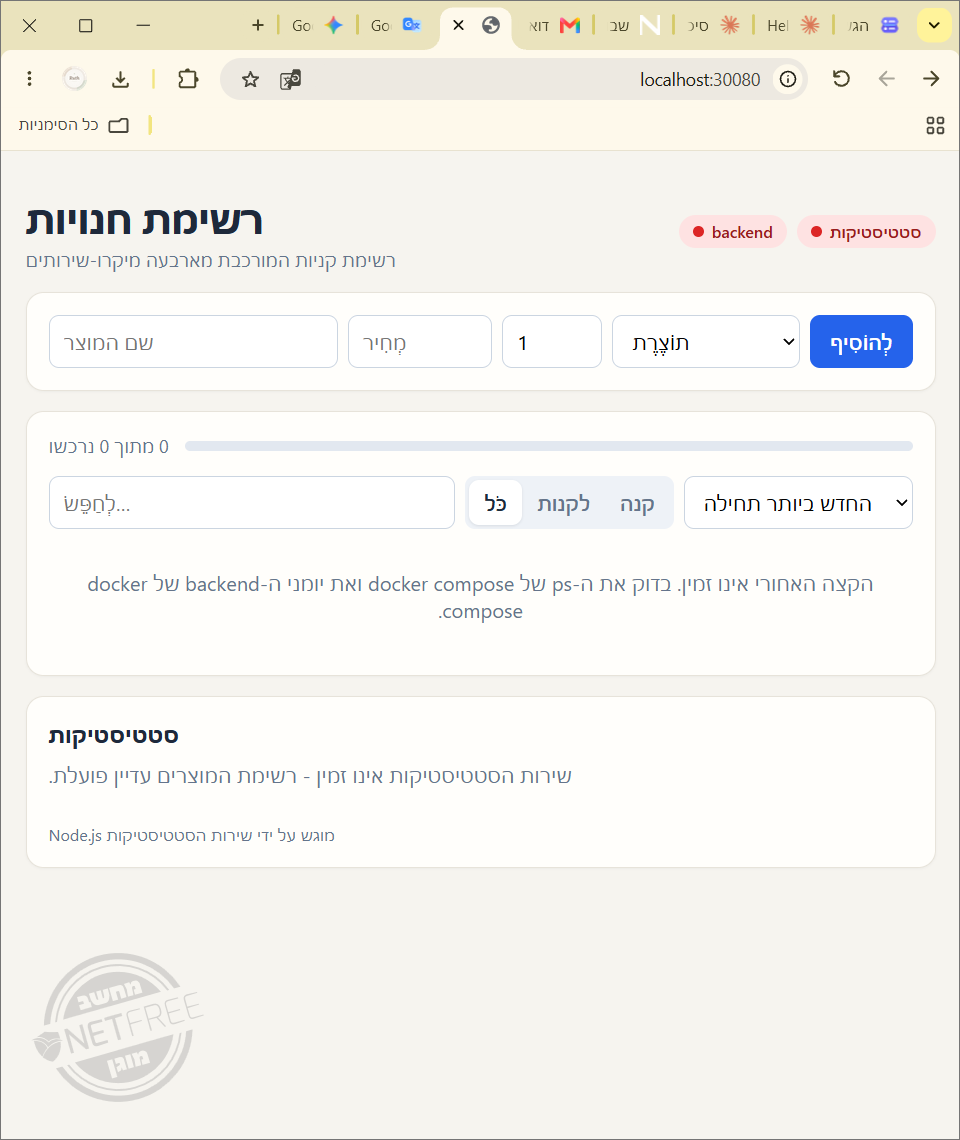 Goo
Goo
דוא
שב
סיכ
Hel
הגע
localhost:30080
כל הסימניות
רשימת חנויות
רשימת קניות המורכבת מארבעה מיקרו-שירותים
backend
סטטיסטיקות
שם המוצר
מְחִיר
1
תוֹצֶרֶת
לְהוֹסִיף
0 מתוך 0 נרכשו
לְחַפֵּשׂ...
כֹּל
לקנות
קנה
החדש ביותר תחילה
הקצה האחורי אינו זמין. בדוק את ה-ps של docker compose ואת יומני ה-backend של docker
compose.
סטטיסטיקות
שירות הסטטיסטיקות אינו זמין - רשימת המוצרים עדיין פועלת.
מוגש על ידי שירות הסטטיסטיקות Node.js
מחשב
NETFREE
מוגן